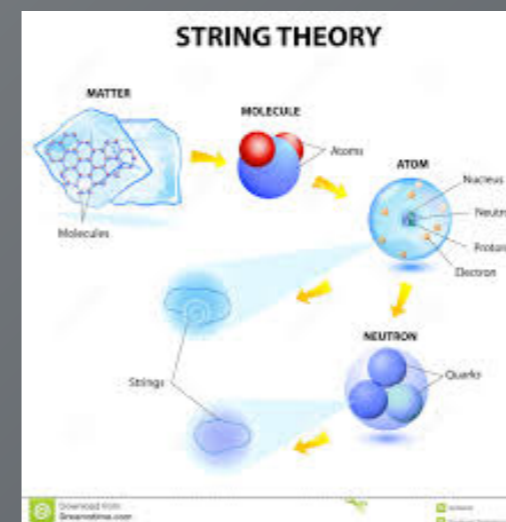 STRING THEORY
MATTER
MOLECULE
Atoms
ATOM
Nucleus
Neutr
Proton
Electron
Molecules
NEUTRON
Quarks
Strings
Download from
Dreamstime.com